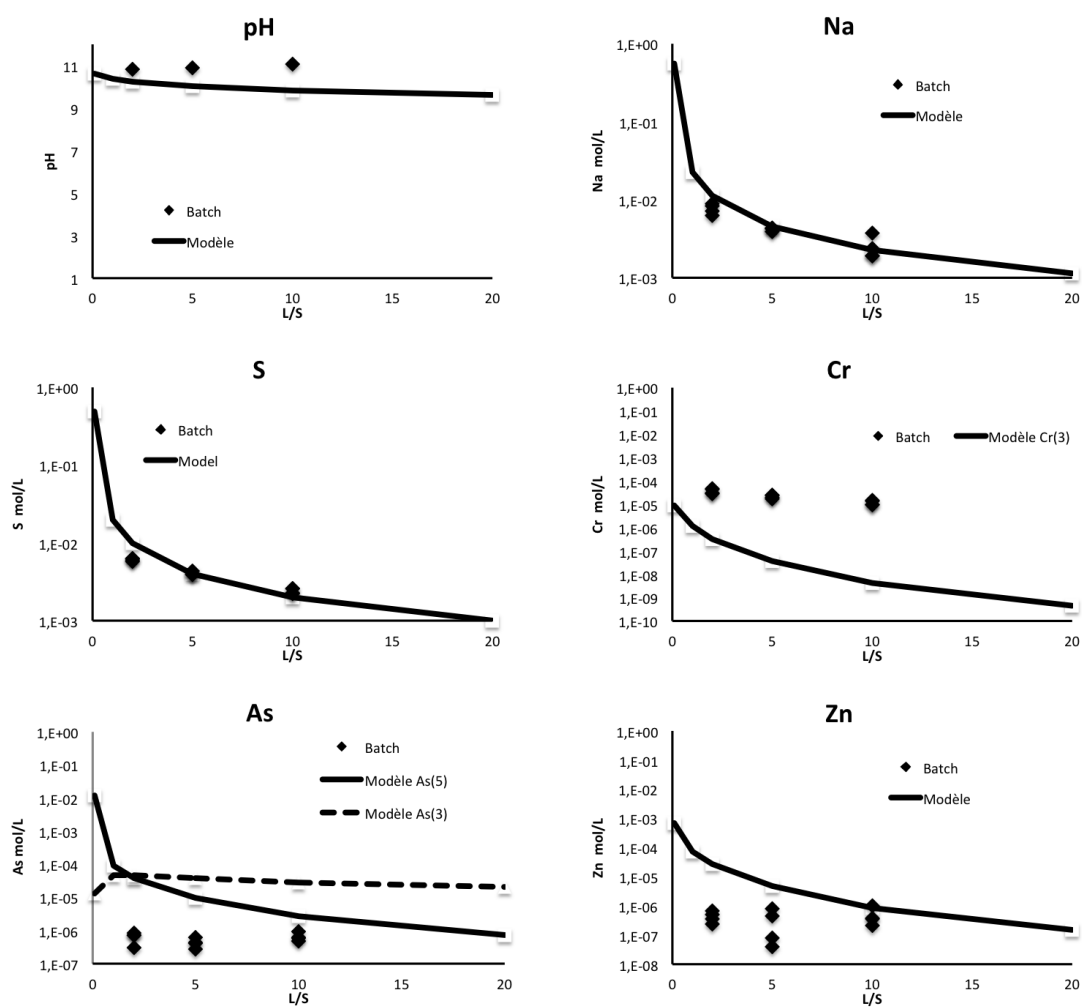 pH
11
9
7
5
3
1
pH
Batch
Modèle
0 5 10 15 20
L/S
Na
1,E+00
1,E-01
1,E-02
1,E-03
Na mol/L
Batch
Modèle
0 5 10 15 20
L/S
S
1,E+00
1,E-01
1,E-02
1,E-03
S mol/L
Batch
Model
0 5 10 15 20
L/S
Cr
1,E+00
1,E-01
1,E-02
1,E-03
1,E-04
1,E-05
1,E-06
1,E-07
1,E-08
1,E-09
1,E-10
Cr mol/L
Batch Modèle Cr(3)
0 5 10 15 20
L/S
As
1,E+00
1,E-01
1,E-02
1,E-03
1,E-04
1,E-05
1,E-06
1,E-07
As mol/L
Batch
Modèle As(5)
Modèle As(3)
0 5 10 15 20
L/S
Zn
1,E+00
1,E-01
1,E-02
1,E-03
1,E-04
1,E-05
1,E-06
1,E-07
1,E-08
Zn mol/L
Batch
Modèle
0 5 10 15 20
L/S